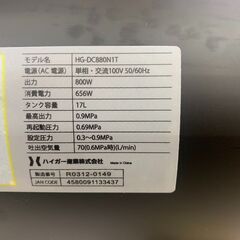 モデル名 HG-DC880N1T
電源(AC電源) 単相・交流100V 50/60Hz
出力 800W
消費電力 656W
タンク容量 17L
最高出力 0.9MPa
再起動圧力 0.69MPa
設定圧力 0.3~0.9MPa
吐出空気量 70(0.6MPa時)/min
ハイガー産業株式会社 Made in China
製造番号 R0312-0149
JAN CODE 4580091133437